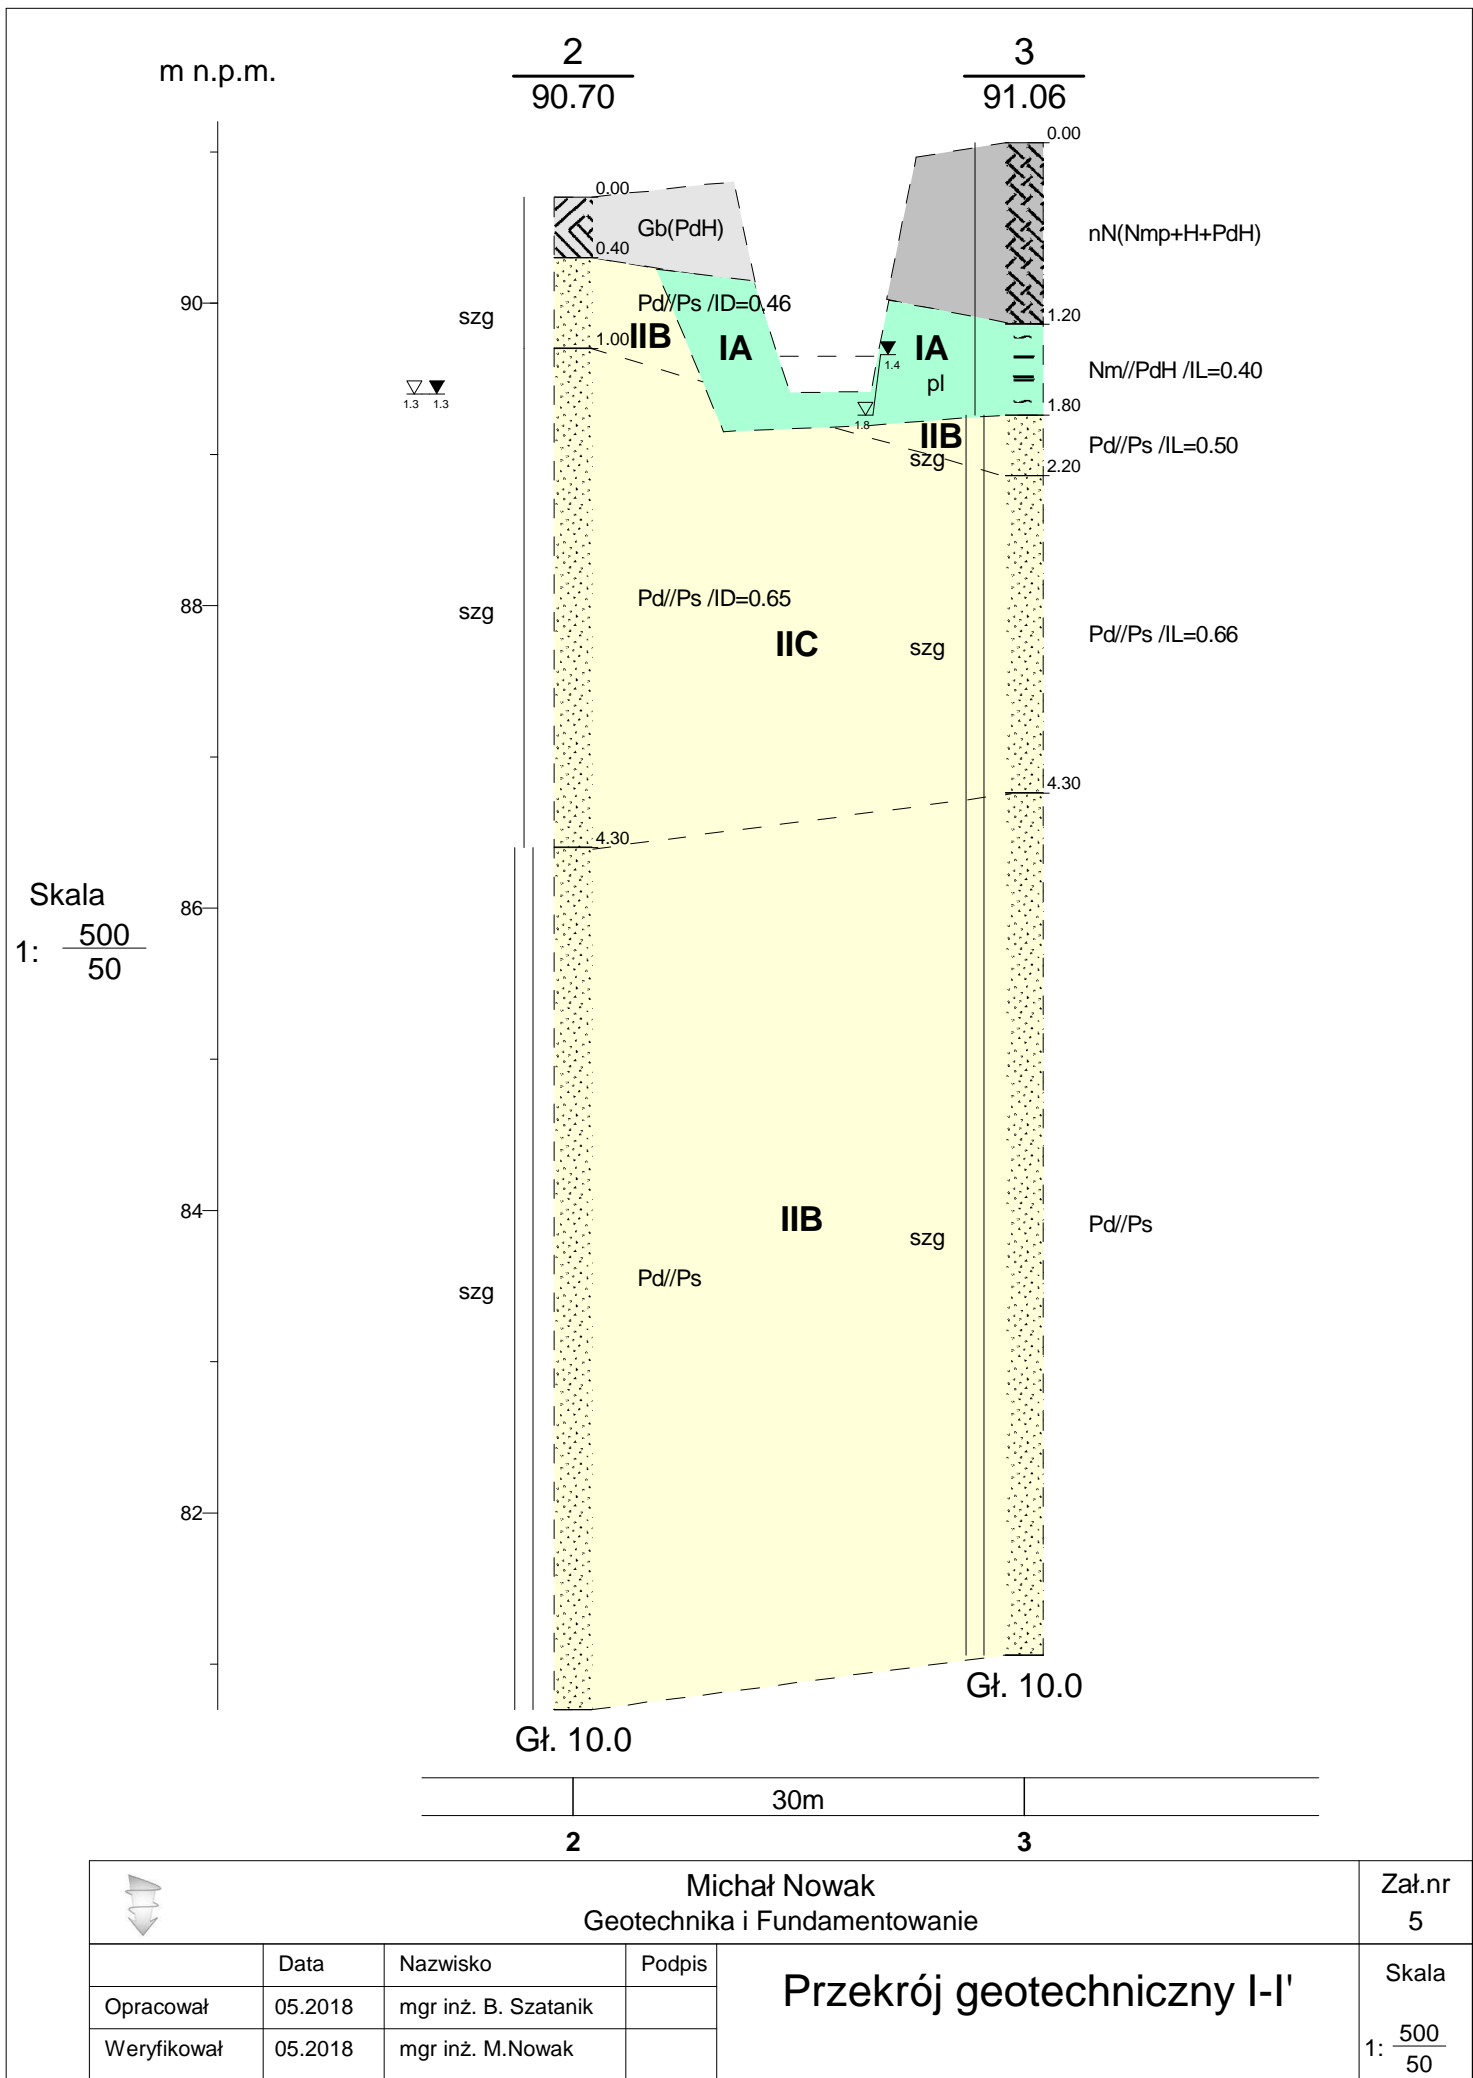 m n.p.m.
2
90.70
3
91.06
0.00
0.00
Gb(PdH)
nN(Nmp+H+PdH)
0.40
90
Pd//Ps /ID=0.46
szg
1.20
1.00
IIB
IA
IA
1.4
Nm//PdH /IL=0.40
pl
1.3
1.3
1.80
1.8
IIB
Pd//Ps /IL=0.50
szg
2.20
88
szg
Pd//Ps /ID=0.65
IIC
szg
Pd//Ps /IL=0.66
4.30
4.30
Skala
1: 500
50
86
84
IIB
szg
Pd//Ps
Pd//Ps
szg
82
Gł. 10.0
Gł. 10.0
30m
2
3
Michał Nowak
Geotechnika i Fundamentowanie
Zał.nr
5
Data
Nazwisko
Podpis
Opracował
05.2018
mgr inż. B. Szatanik
Weryfikował
05.2018
mgr inż. M.Nowak
Przekrój geotechniczny I-I'
Skala
1: 500
50